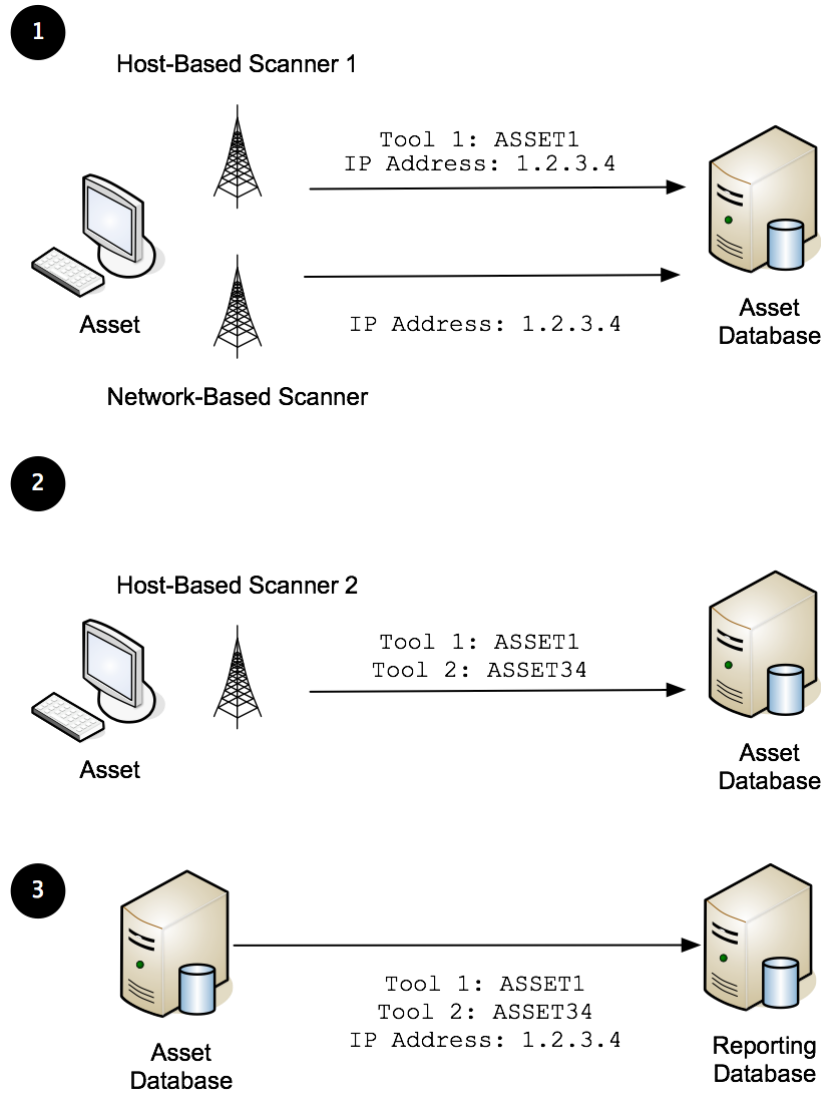 1
Host-Based Scanner 1
Tool 1: ASSET1
IP Address: 1.2.3.4
Asset
IP Address: 1.2.3.4
Asset
Database
Network-Based Scanner
2
Host-Based Scanner 2
Tool 1: ASSET1
Tool 2: ASSET34
Asset
Asset
Database
3
Tool 1: ASSET1
Tool 2: ASSET34
IP Address: 1.2.3.4
Asset
Database
Reporting
Database